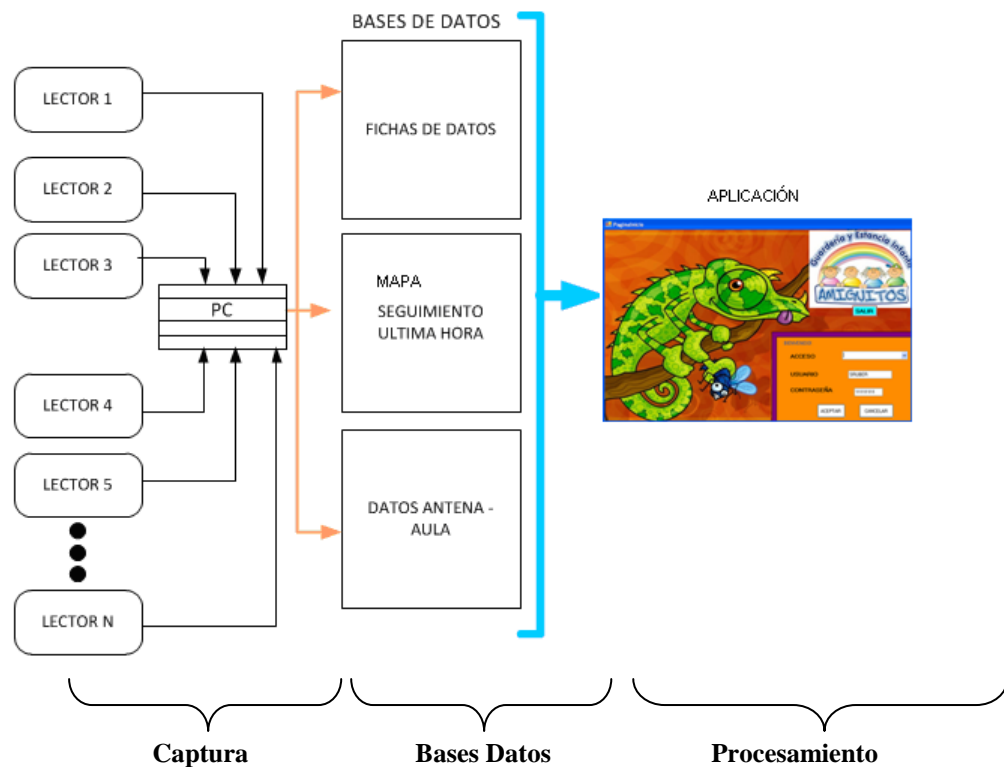 BASES DE DATOS
LECTOR 1
LECTOR 2
LECTOR 3
LECTOR 4
LECTOR 5
LECTOR N
PC
FICHAS DE DATOS
MAPA
SEGUIMIENTO
ULTIMA HORA
DATOS ANTENA -
AULA
APLICACIÓN
PaginaInicio
Guardería y Estancia Infantil
AMIGUITOS
SALIR
BIENVENIDOS
ACCESO
USUARIO
CONTRASEÑA
ACEPTAR
CANCELAR
Captura
Bases Datos
Procesamiento